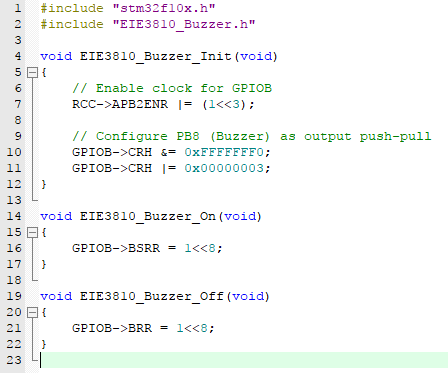 1 #include "stm32f10x.h"
2 #include "EIE3810_Buzzer.h"
3
4 void EIE3810_Buzzer_Init(void)
5 {
6     // Enable clock for GPIOB
7     RCC->APB2ENR |= (1<<3);
8
9     // Configure PB8 (Buzzer) as output push-pull
10     GPIOB->CRH &= 0xFFFFFFF0;
11     GPIOB->CRH |= 0x00000003;
12 }
13
14 void EIE3810_Buzzer_On(void)
15 {
16     GPIOB->BSRR = 1<<8;
17 }
18
19 void EIE3810_Buzzer_Off(void)
20 {
21     GPIOB->BRR = 1<<8;
22 }
23